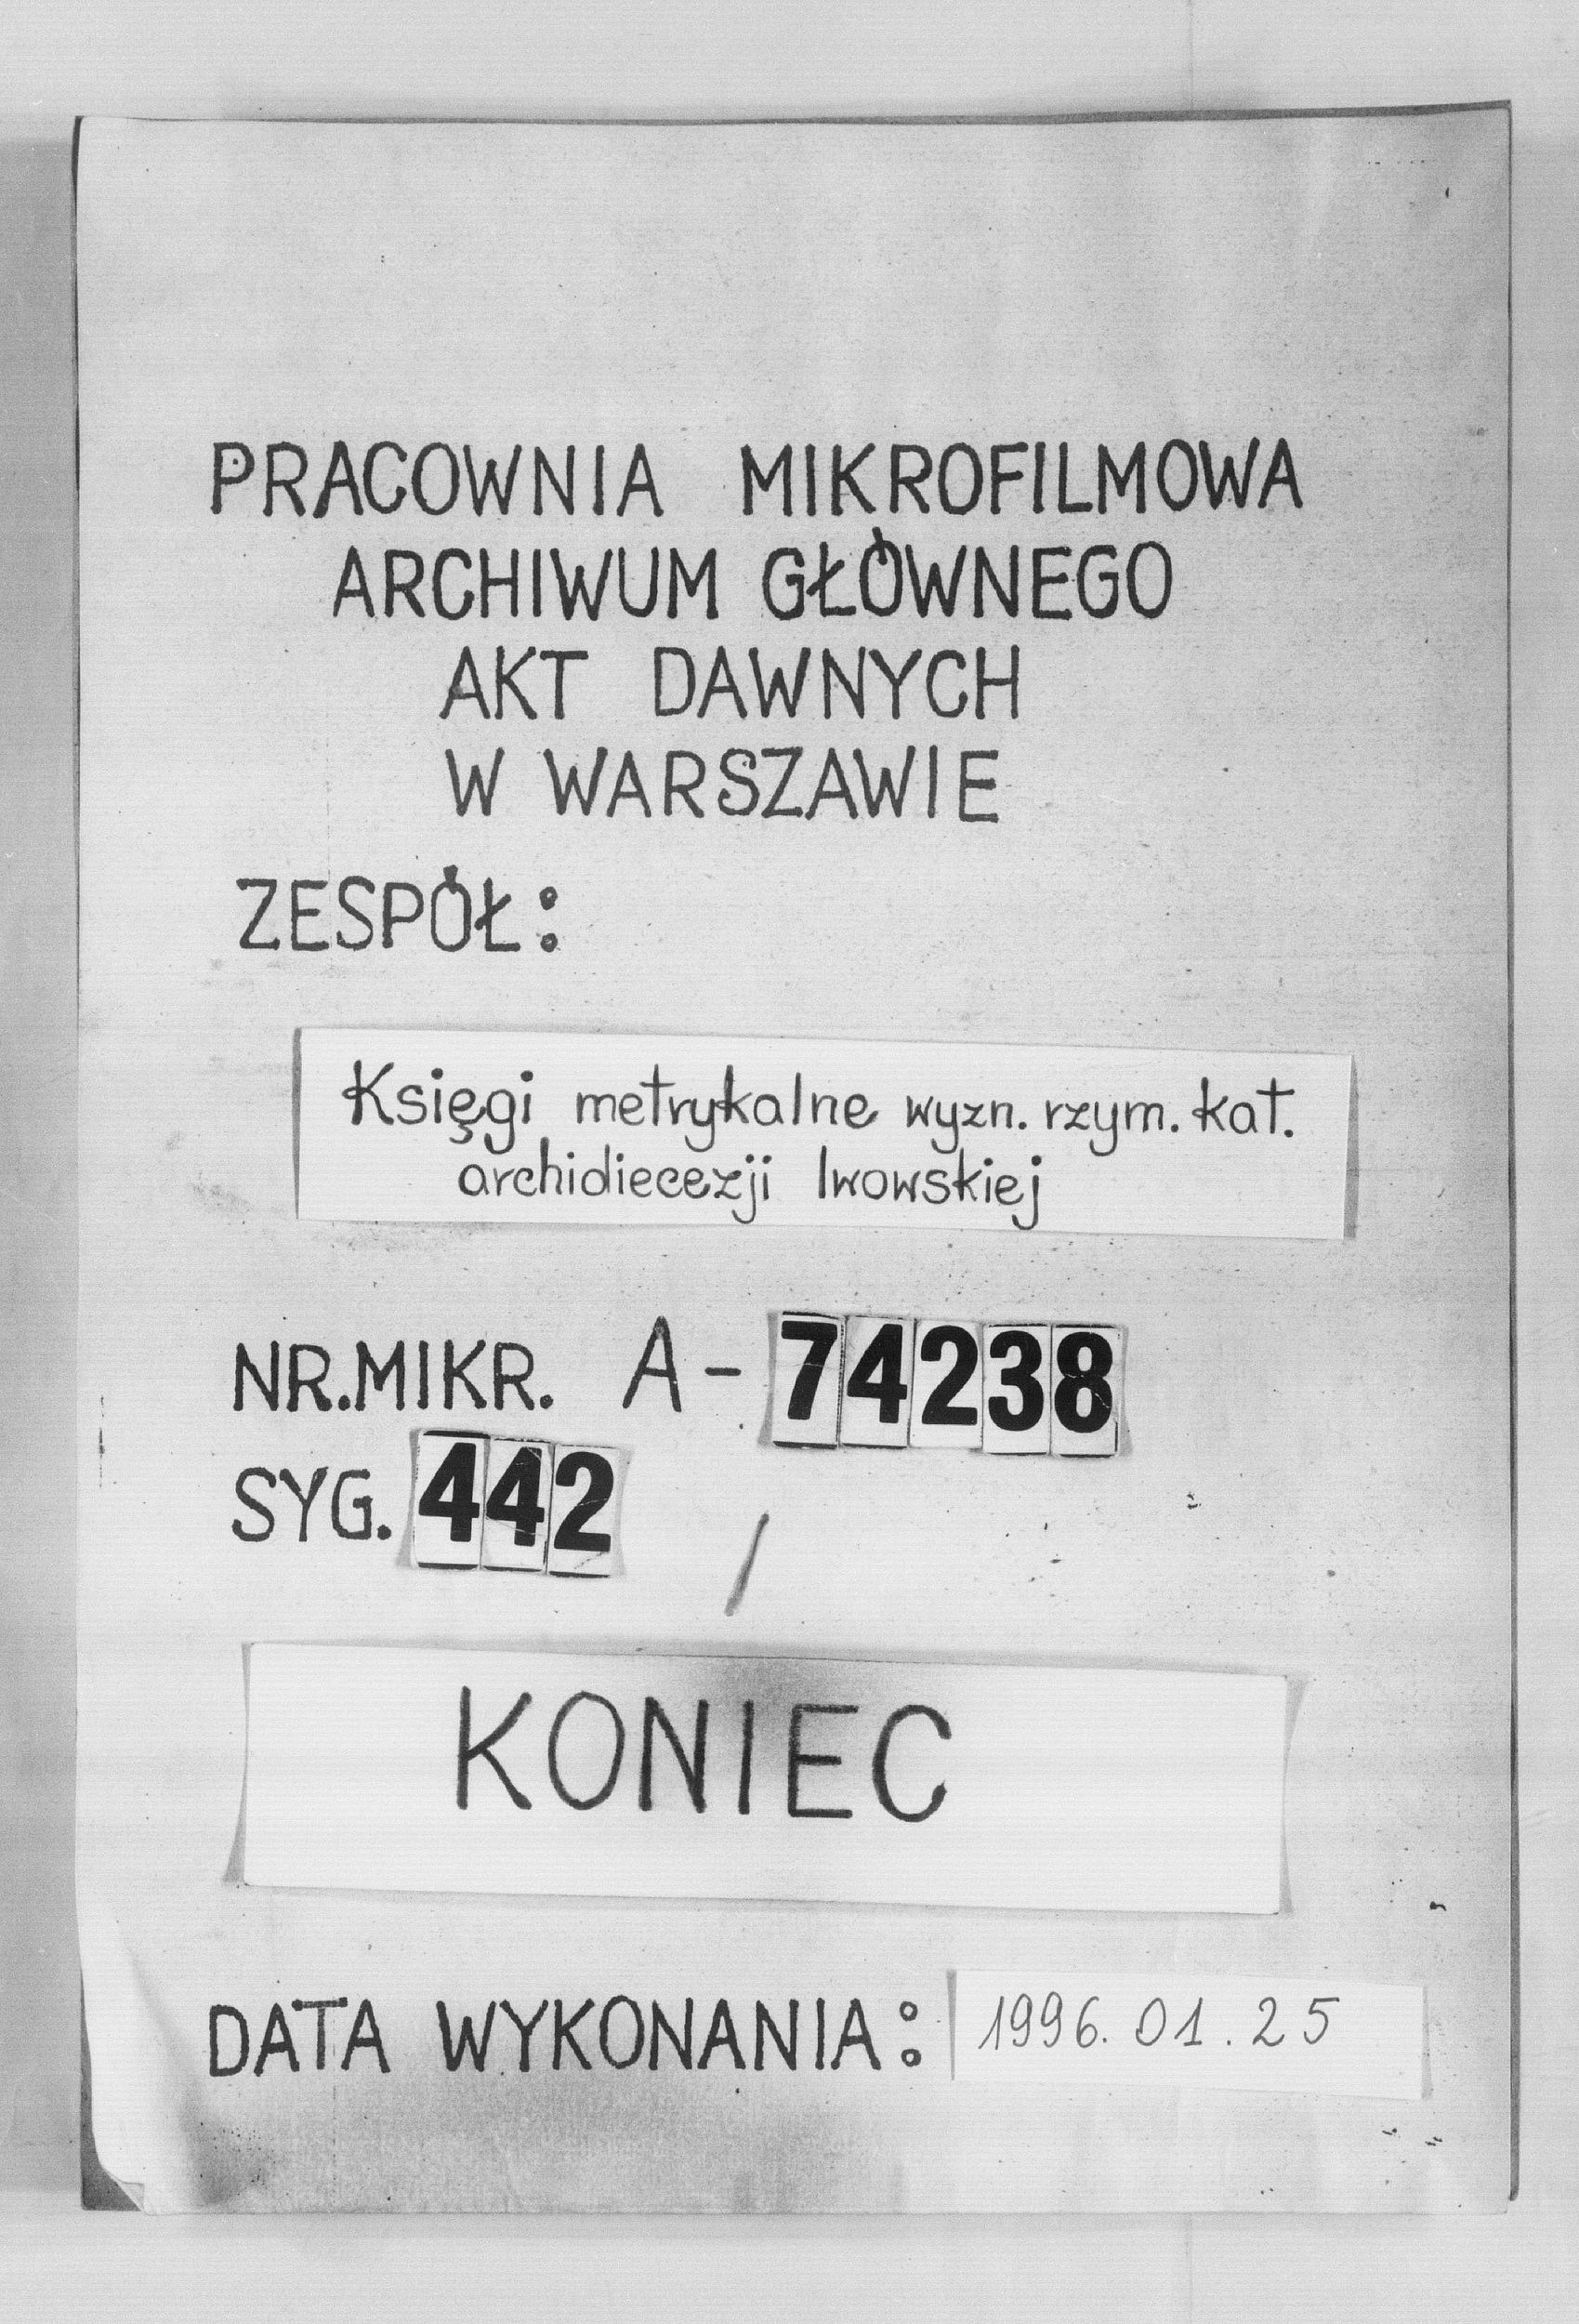 PRACOWNIA MIKROFILMOWA
ARCHIWUM GŁÓWNEGO
AKT DAWNYCH
W WARSZAWIE
ZESPÓŁ:
Księgi metrykalne wyzn. rzym. kat.
archidiecezji lwowskiej
NR.MIKR. A-74238
SYG. 442 /
KONIEC
DATA WYKONANIA: 1996.01.25